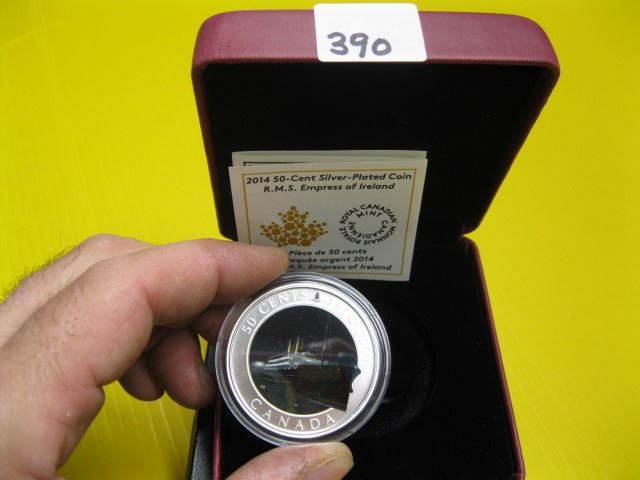 390
2014 50-Cent Silver-Plated Coin
R.M.S. Empress of Ireland
ROYAL CANADIAN MINT
MONNAIE ROYALE CANADIENNE
Pièce de 50 cents
aquée argent 2014
M.S. Empress of Ireland
50 CENTS
CANADA